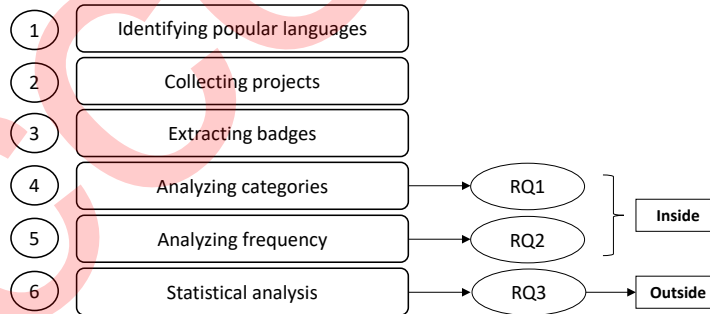 1 Identifying popular languages
2 Collecting projects
3 Extracting badges
4 Analyzing categories RQ1
Inside
5 Analyzing frequency RQ2
6 Statistical analysis RQ3 Outside